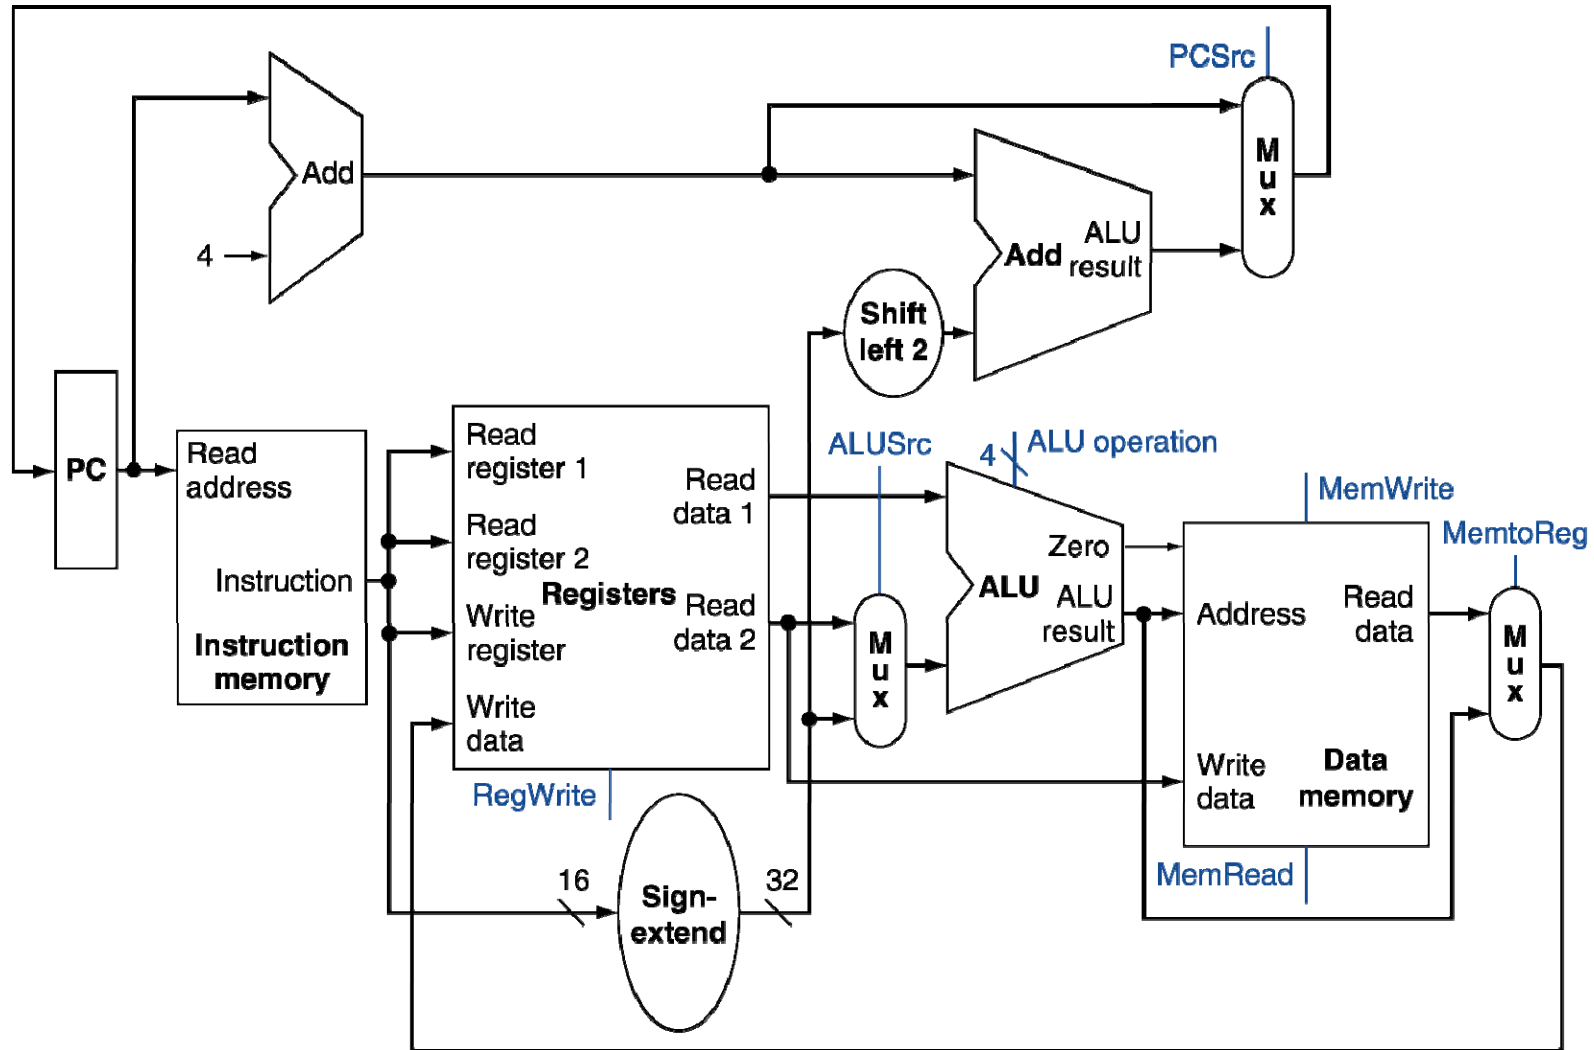 PCSrc
Add
4
M
u
x
Add
ALU
result
Shift
left 2
PC
Read
address
Instruction
Instruction
memory
Read
register 1
Read
register 2
Write
register
Write
data
Registers
Read
data 1
Read
data 2
RegWrite
16
Sign-
extend
32
ALUSrc
M
u
x
4
ALU operation
Zero
ALU
ALU
result
MemWrite
Address
Read
data
Write
data
Data
memory
MemRead
MemtoReg
M
u
x